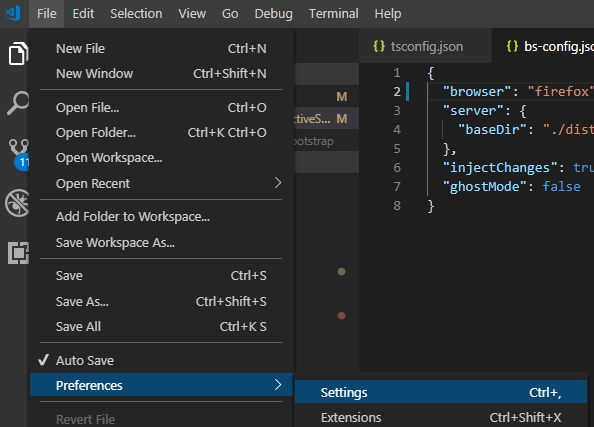 File Edit Selection View Go Debug Terminal Help
New File Ctrl+N
New Window Ctrl+Shift+N
Open File... Ctrl+O
Open Folder... Ctrl+K Ctrl+O
Open Workspace...
Open Recent
Add Folder to Workspace...
Save Workspace As...
Save Ctrl+S
Save As... Ctrl+Shift+S
Save All Ctrl+K S
Auto Save
Preferences
Revert File
Settings Ctrl+,
Extensions Ctrl+Shift+X
11
M
ctiveS... M
ootstrap
{} tsconfig.json {} bs-config.jso
1 {
2 "browser": "firefox"
3 "server": {
4 "baseDir": "./dist
5 },
6 "injectChanges": tru
7 "ghostMode": false
8 }